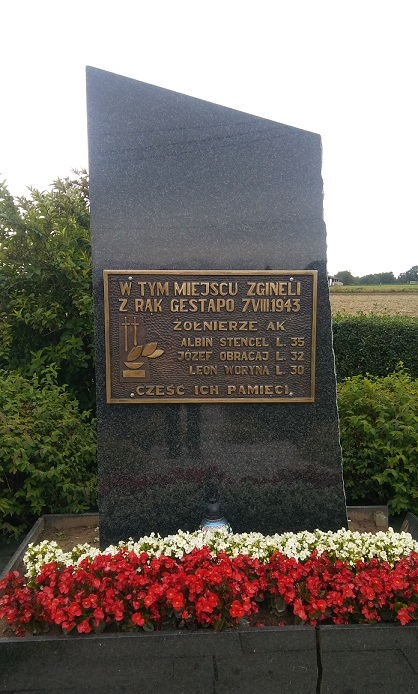 W TYM MIEJSCU ZGINELI
Z RĄK GESTAPO 7.VIII.1943
ŻOŁNIERZE AK
ALBIN STENCEL L. 35
JÓZEF OBRACAJ L. 32
LEON WORYNA L. 30
CZEŚĆ ICH PAMIĘCI